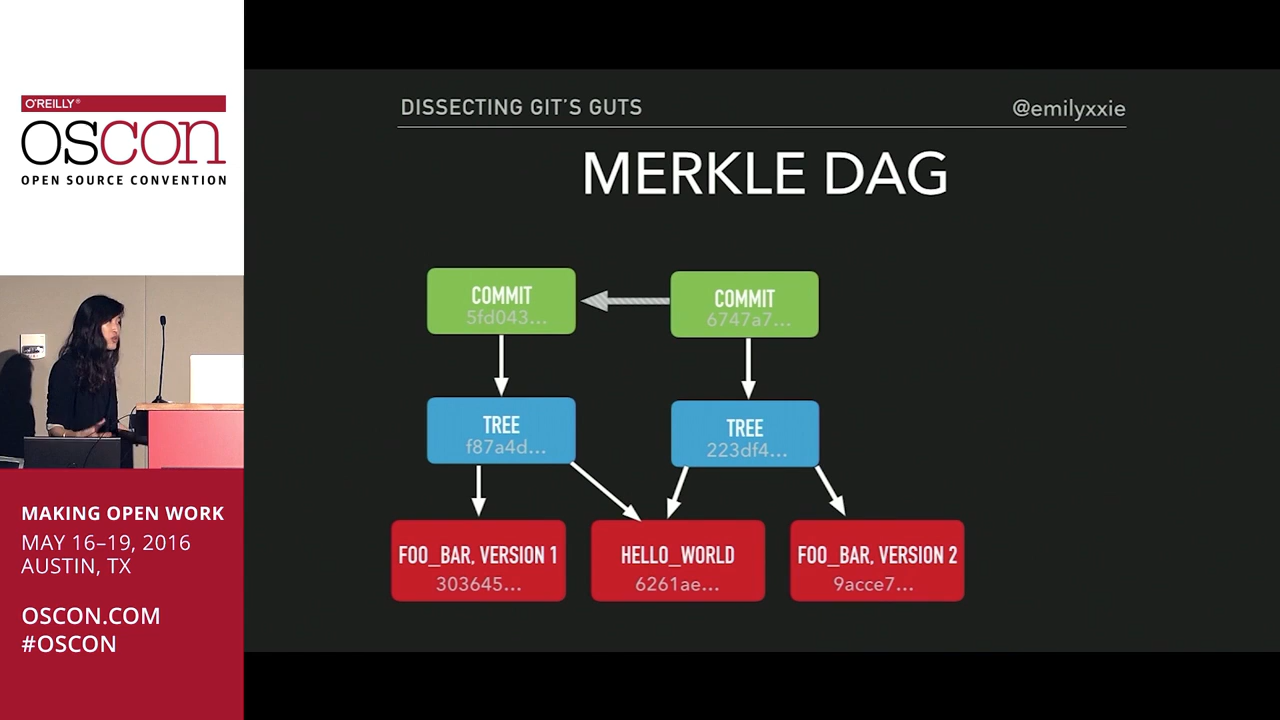 O'REILLY®
OSCON
OPEN SOURCE CONVENTION
MAKING OPEN WORK
MAY 16–19, 2016
AUSTIN, TX
OSCON.COM
#OSCON
DISSECTING GIT'S GUTS
@emilyxxie
MERKLE DAG
COMMIT
5fd043...
COMMIT
6747a7...
TREE
f87a4d...
TREE
223df4...
FOO_BAR, VERSION 1
303645...
HELLO_WORLD
6261ae...
FOO_BAR, VERSION 2
9acce7...